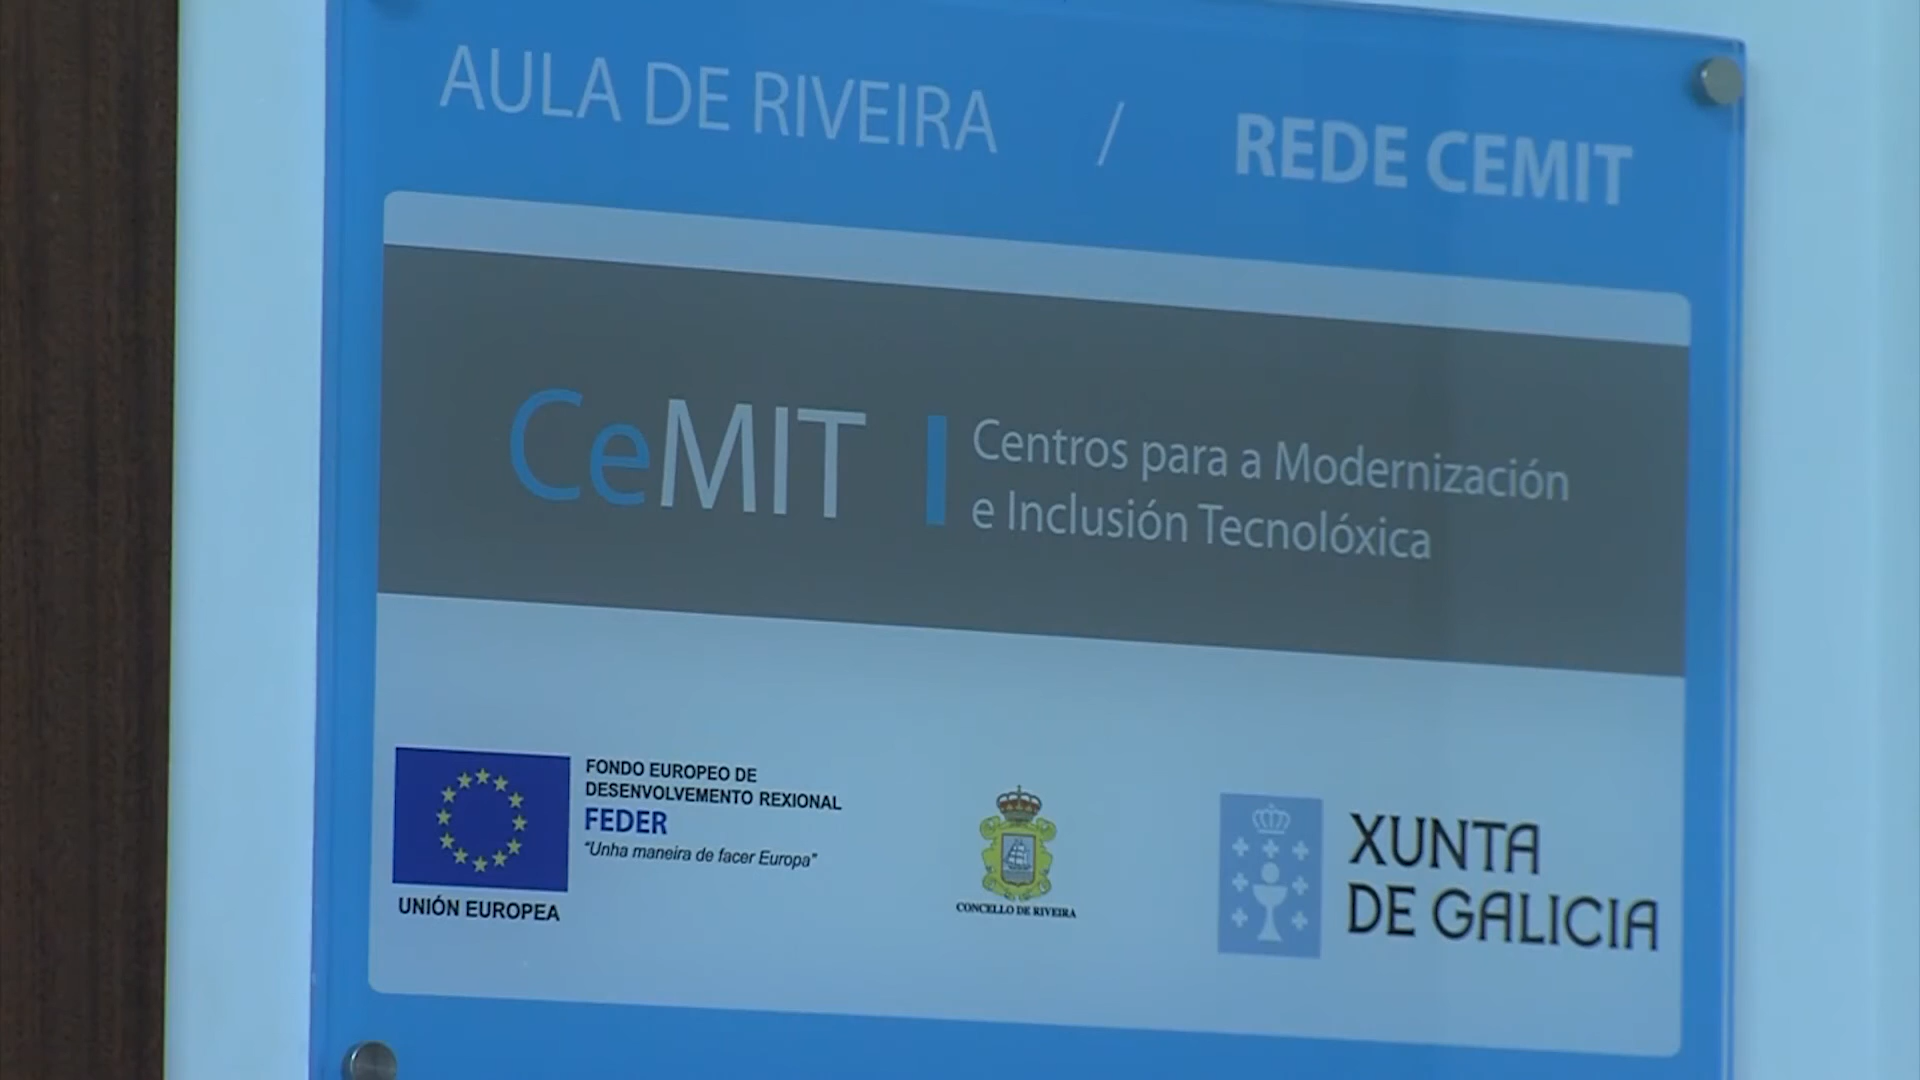 AULA DE RIVEIRA / REDE CEMIT
CeMIT
Centros para a Modernización
e Inclusión Tecnolóxica
FONDO EUROPEO DE
DESENVOLVEMENTO REXIONAL
FEDER
"Unha maneira de facer Europa"
UNIÓN EUROPEA
CONCELLO DE RIVEIRA
XUNTA
DE GALICIA